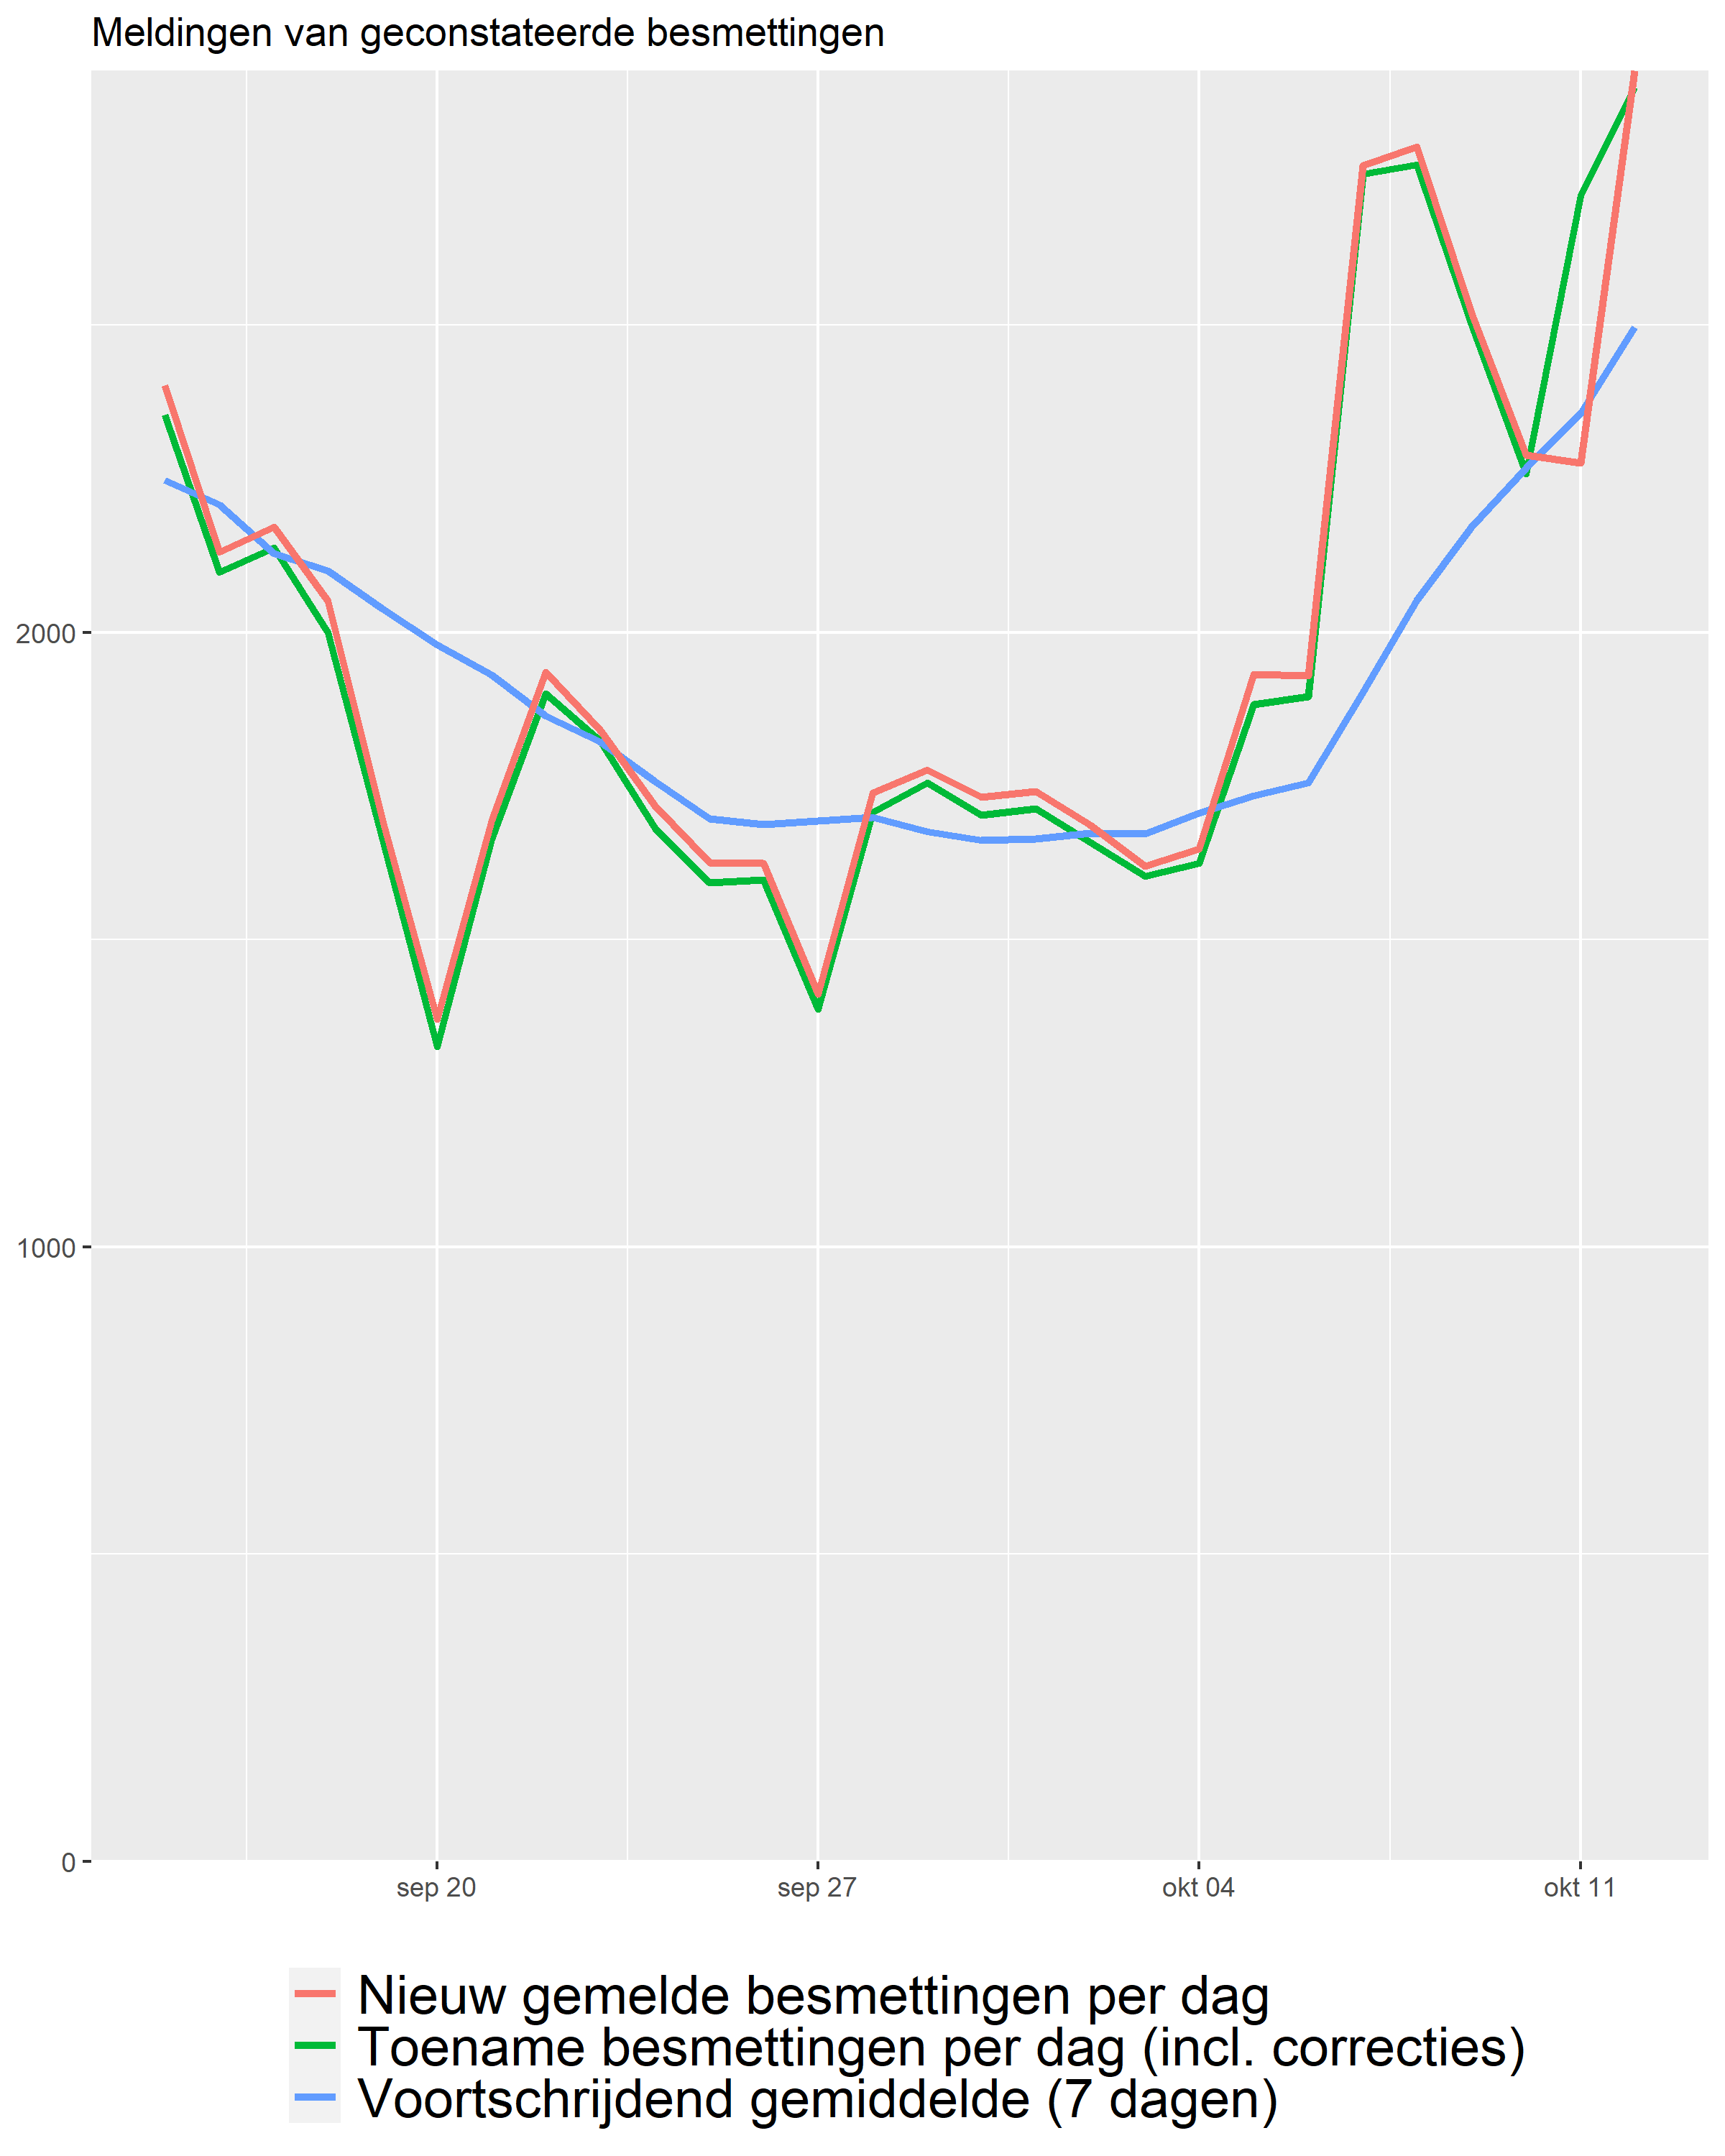 Meldingen van geconstateerde besmettingen
2000
1000
0
sep 20 sep 27 okt 04 okt 11
Nieuw gemelde besmettingen per dag
Toename besmettingen per dag (incl. correcties)
Voortschrijdend gemiddelde (7 dagen)